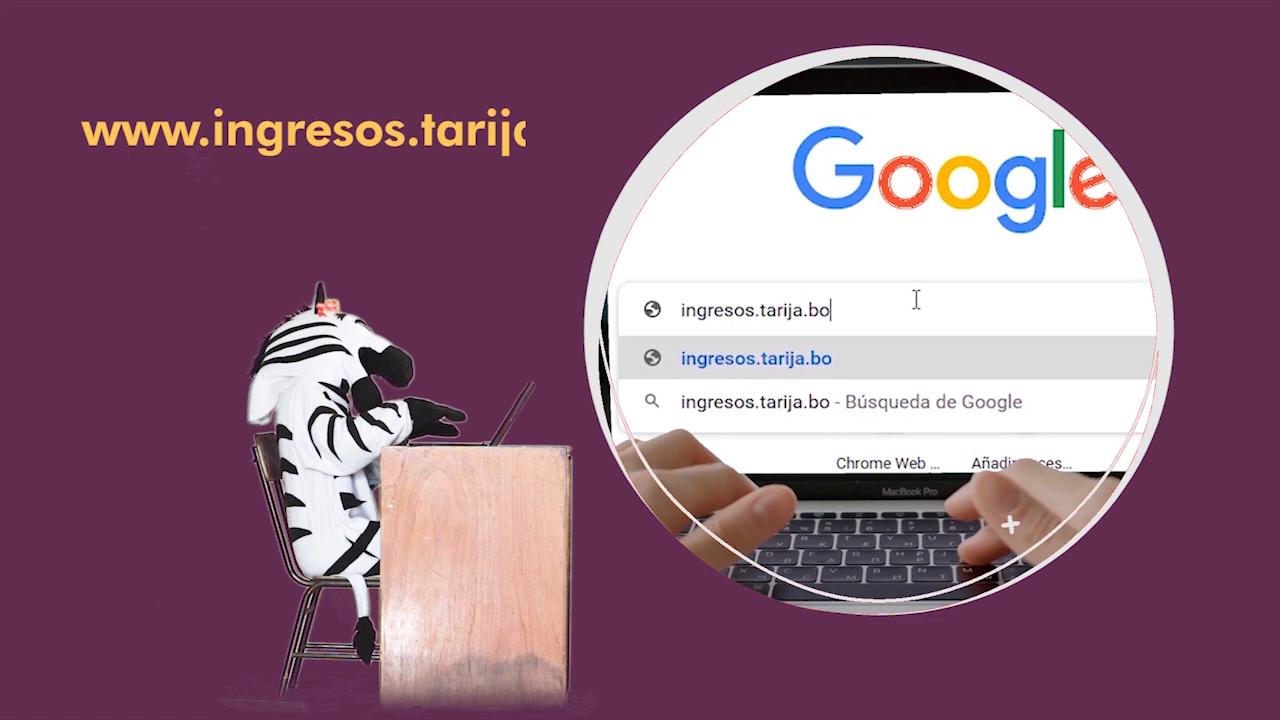 www.ingresos.tarija
Google
ingresos.tarija.bo
ingresos.tarija.bo
ingresos.tarija.bo - Búsqueda de Google
Chrome Web ...
MacBook Pro